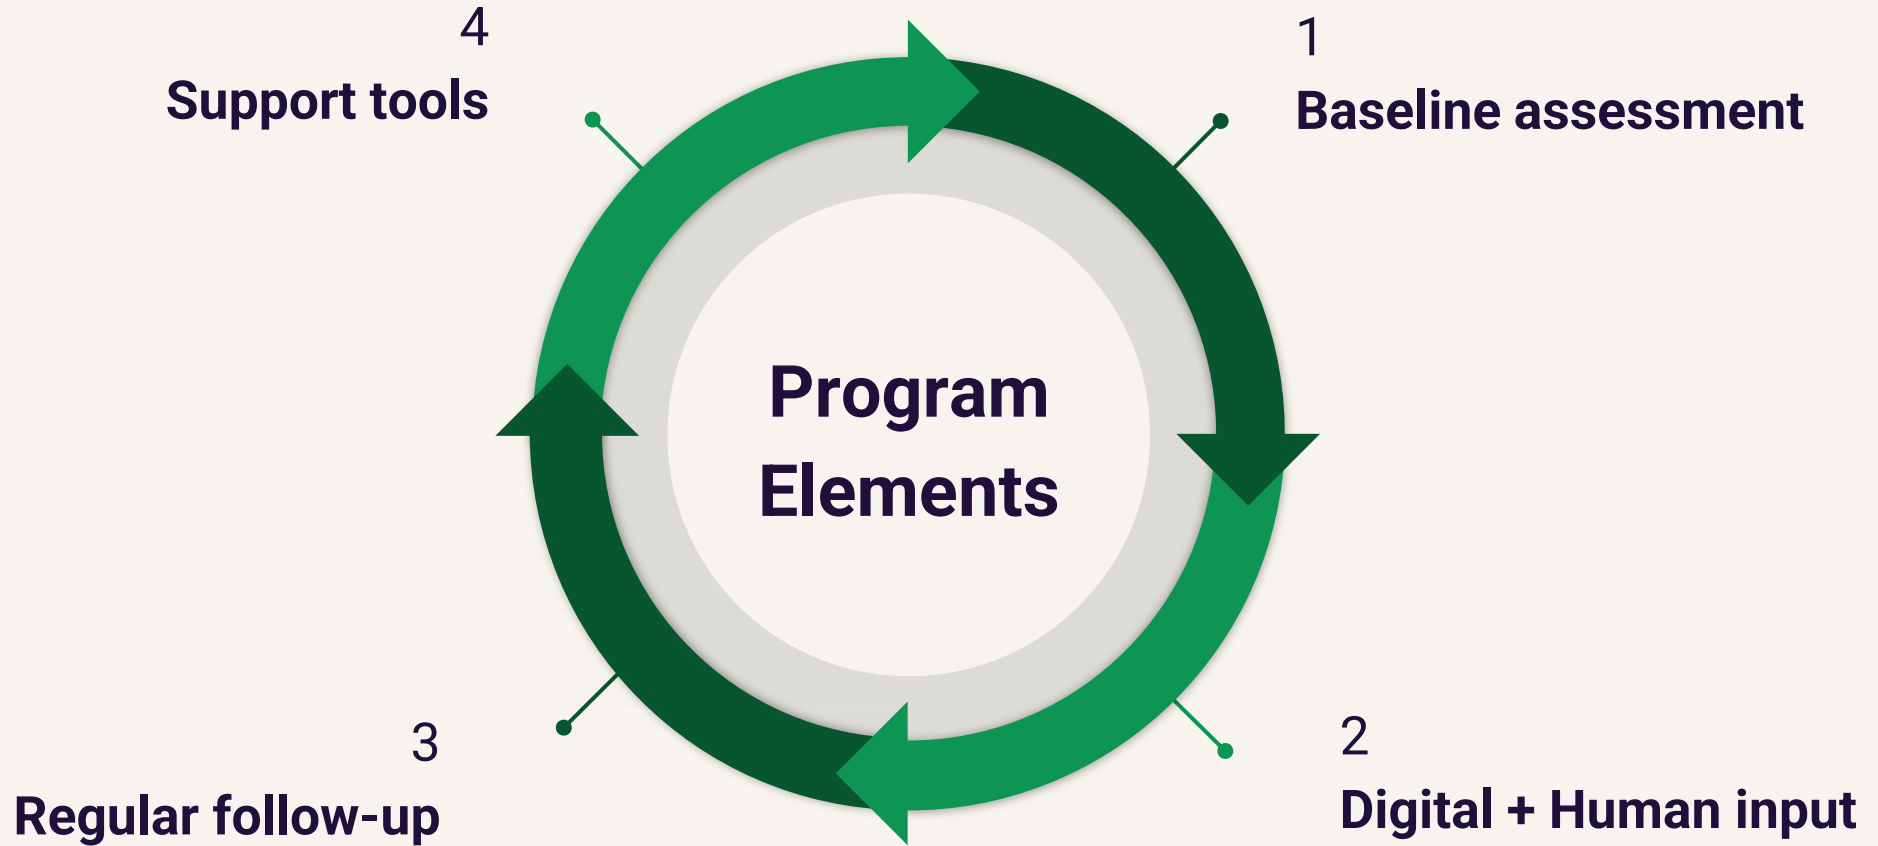 4
Support tools
1
Baseline assessment
Program
Elements
3
Regular follow-up
2
Digital + Human input